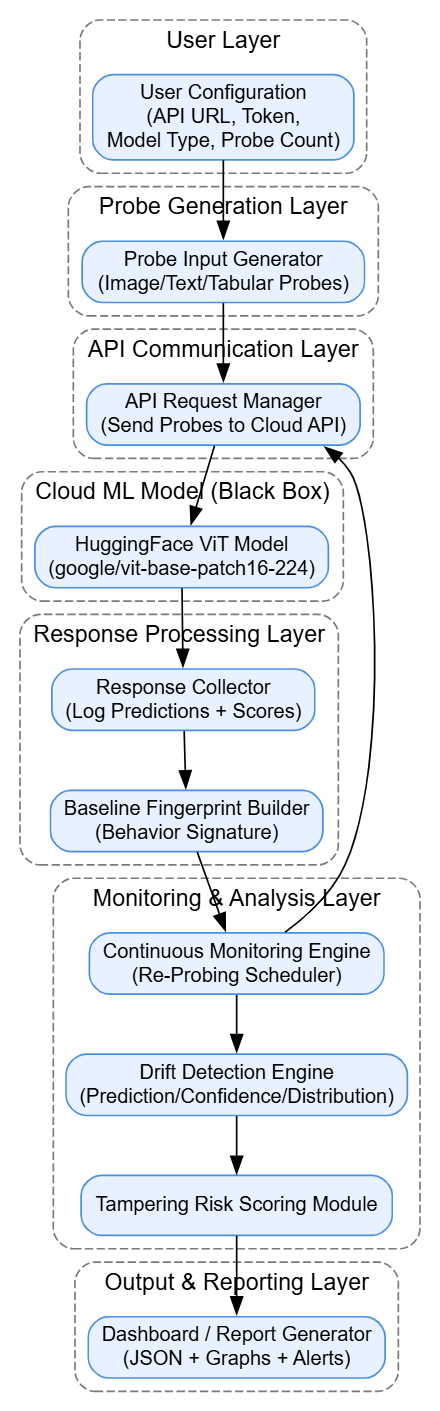 User Layer
User Configuration
(API URL, Token,
Model Type, Probe Count)
Probe Generation Layer
Probe Input Generator
(Image/Text/Tabular Probes)
API Communication Layer
API Request Manager
(Send Probes to Cloud API)
Cloud ML Model (Black Box)
HuggingFace ViT Model
(google/vit-base-patch16-224)
Response Processing Layer
Response Collector
(Log Predictions + Scores)
Baseline Fingerprint Builder
(Behavior Signature)
Monitoring & Analysis Layer
Continuous Monitoring Engine
(Re-Probing Scheduler)
Drift Detection Engine
(Prediction/Confidence/Distribution)
Tampering Risk Scoring Module
Output & Reporting Layer
Dashboard / Report Generator
(JSON + Graphs + Alerts)